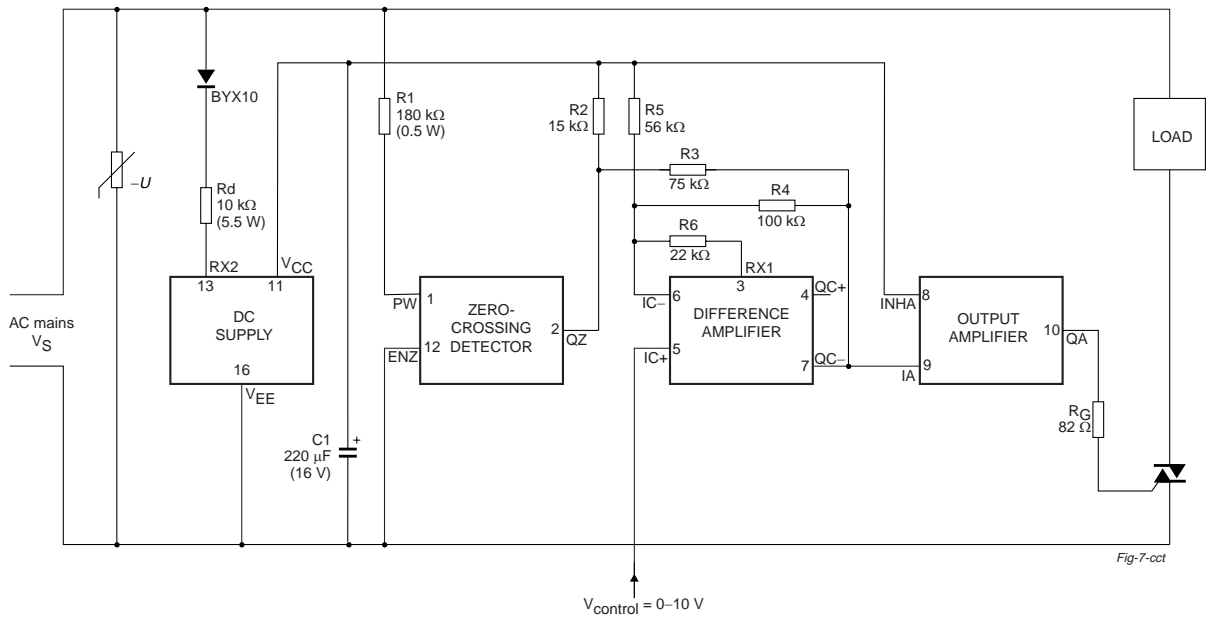 BYX10
R1
180 kΩ
(0.5 W)
R2
15 kΩ
R5
56 kΩ
LOAD
R3
75 kΩ
–U
Rd
10 kΩ
(5.5 W)
R4
100 kΩ
R6
22 kΩ
RX2
VCC
13
11
DC
SUPPLY
16
VEE
AC mains
VS
PW
1
ENZ
12
ZERO-
CROSSING
DETECTOR
2
QZ
RX1
3
IC–
6
IC+
5
DIFFERENCE
AMPLIFIER
4
QC+
7
QC–
INHA
8
IA
9
OUTPUT
AMPLIFIER
10
QA
C1
+
220 μF
(16 V)
RG
82 Ω
Fig-7-cct
Vcontrol = 0–10 V